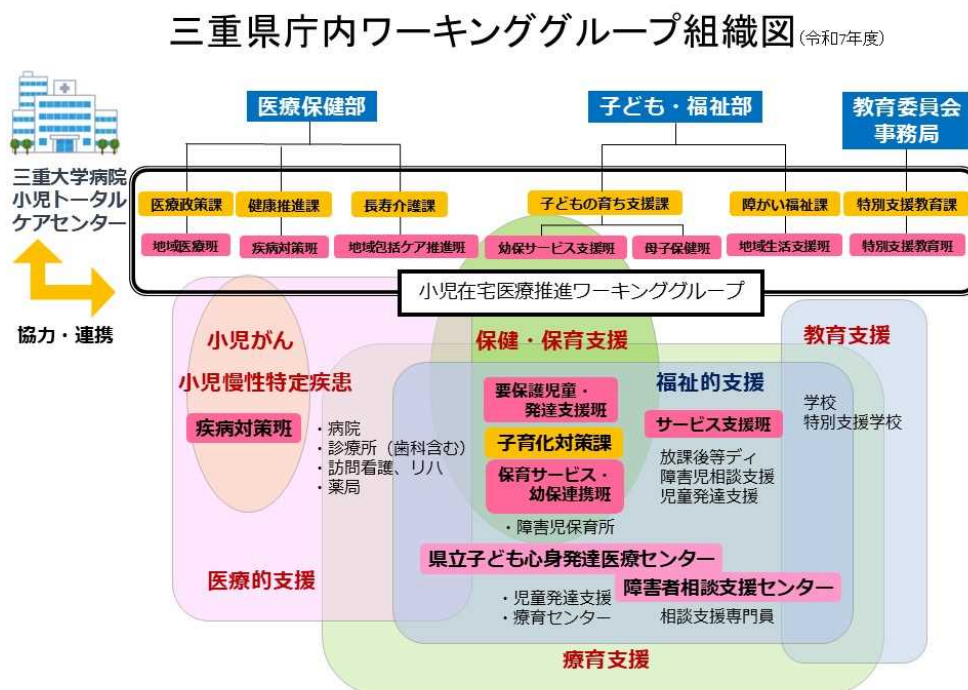 三重県庁内ワーキンググループ組織図(令和7年度)
医療保健部
子ども・福祉部
教育委員会
事務局
三重大学病院
小児トータル
ケアセンター
医療政策課
健康推進課
長寿介護課
子どもの育ち支援課
障がい福祉課
特別支援教育課
地域医療班
疾病対策班
地域包括ケア推進班
幼保サービス支援班
母子保健班
地域生活支援班
特別支援教育班
小児在宅医療推進ワーキンググループ
協力・連携
小児がん
小児慢性特定疾患
疾病対策班
・病院
・診療所(歯科含む)
・訪問看護、リハ
・薬局
医療的支援
保健・保育支援
要保護児童・
発達支援班
子育化対策課
保育サービス・
幼保連携班
・障害児保育所
福祉的支援
サービス支援班
放課後等ディ
障害児相談支援
児童発達支援
教育支援
学校
特別支援学校
県立子ども心身発達医療センター
・児童発達支援
・療育センター
障害者相談支援センター
相談支援専門員
療育支援